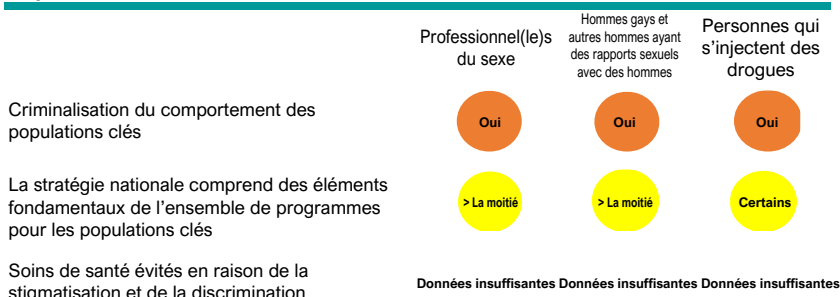 Professionnel(le)s
du sexe
Hommes gays et
autres hommes ayant
des rapports sexuels
avec des hommes
Personnes qui
s'injectent des
drogues
Criminalisation du comportement des
populations clés
Oui
Oui
Oui
La stratégie nationale comprend des éléments
fondamentaux de l'ensemble de programmes
pour les populations clés
> La moitié
> La moitié
Certains
Soins de santé évités en raison de la
stigmatisation et de la discrimination
Données insuffisantes Données insuffisantes Données insuffisantes